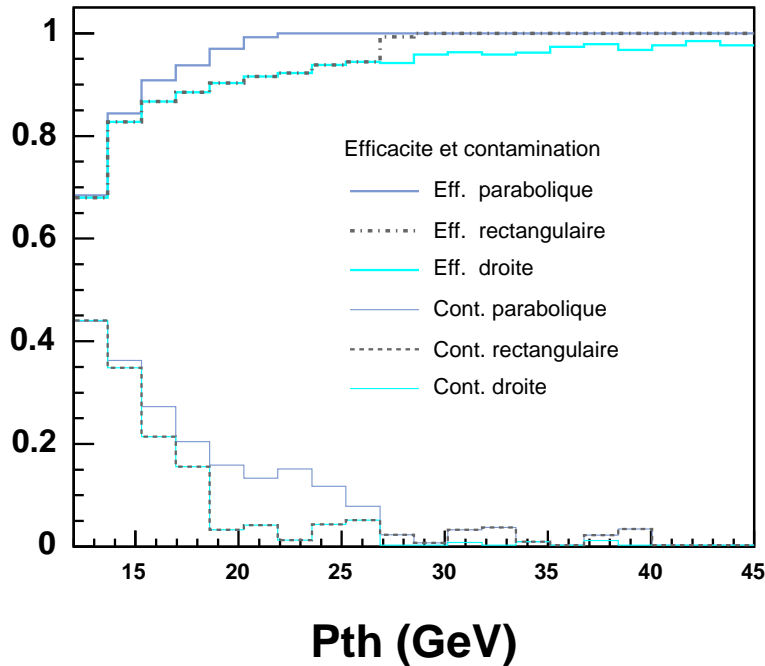 1
0.8
0.6
0.4
0.2
0
Efficacite et contamination
Eff. parabolique
Eff. rectangulaire
Eff. droite
Cont. parabolique
Cont. rectangulaire
Cont. droite
15 20 25 30 35 40 45
Pth (GeV)